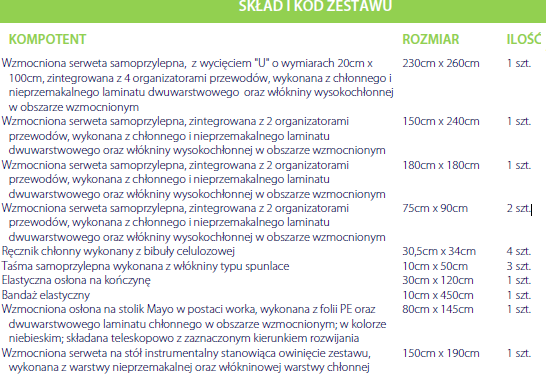 SKŁAD I KOD ZESTAWU
KOMPOTENT ROZMIAR ILOŚĆ
Wzmocniona serweta samoprzylepna, z wycięciem "U" o wymiarach 20cm x 230cm x 260cm 1 szt.
100cm, zintegrowana z 4 organizatorami przewodów, wykonana z chłonnego i
nieprzemakalnego laminatu dwuwarstwowego oraz włókniny wysokochłonnej
w obszarze wzmocnionym
Wzmocniona serweta samoprzylepna, zintegrowana z 2 organizatorami 150cm x 240cm 1 szt.
przewodów, wykonana z chłonnego i nieprzemakalnego laminatu
dwuwarstwowego oraz włókniny wysokochłonnej w obszarze wzmocnionym
Wzmocniona serweta samoprzylepna, zintegrowana z 2 organizatorami 180cm x 180cm 1 szt.
przewodów, wykonana z chłonnego i nieprzemakalnego laminatu
dwuwarstwowego oraz włókniny wysokochłonnej w obszarze wzmocnionym
Wzmocniona serweta samoprzylepna, zintegrowana z 2 organizatorami 75cm x 90cm 2 szt.
przewodów, wykonana z chłonnego i nieprzemakalnego laminatu
dwuwarstwowego oraz włókniny wysokochłonnej w obszarze wzmocnionym
Ręcznik chłonny wykonany z bibuły celulozowej 30,5cm x 34cm 4 szt.
Taśma samoprzylepna wykonana z włókniny typu spunlace 10cm x 50cm 3 szt.
Elastyczna osłona na kończynę 30cm x 120cm 1 szt.
Bandaż elastyczny 10cm x 450cm 1 szt.
Wzmocniona osłona na stolik Mayo w postaci worka, wykonana z folii PE oraz 80cm x 145cm 1 szt.
dwuwarstwowego laminatu chłonnego w obszarze wzmocnionym; w kolorze
niebieskim; składana teleskopowo z zaznaczonym kierunkiem rozwijania
Wzmocniona serweta na stół instrumentalny stanowiąca owinięcie zestawu, 150cm x 190cm 1 szt.
wykonana z warstwy nieprzemakalnej oraz włókninowej warstwy chłonnej